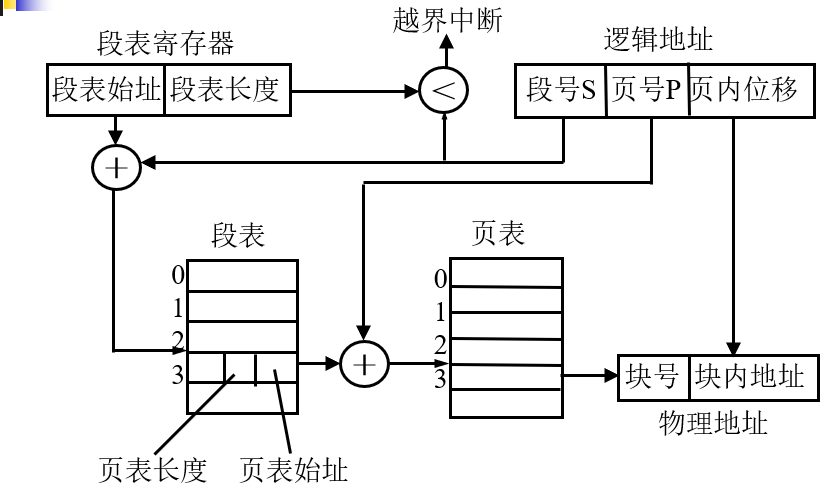 越界中断
段表寄存器
逻辑地址
段表始址 段表长度
<
段号S 页号P 页内位移
+
段表
页表
0
1
2
3
0
1
2
3
+
块号 块内地址
物理地址
页表长度 页表始址